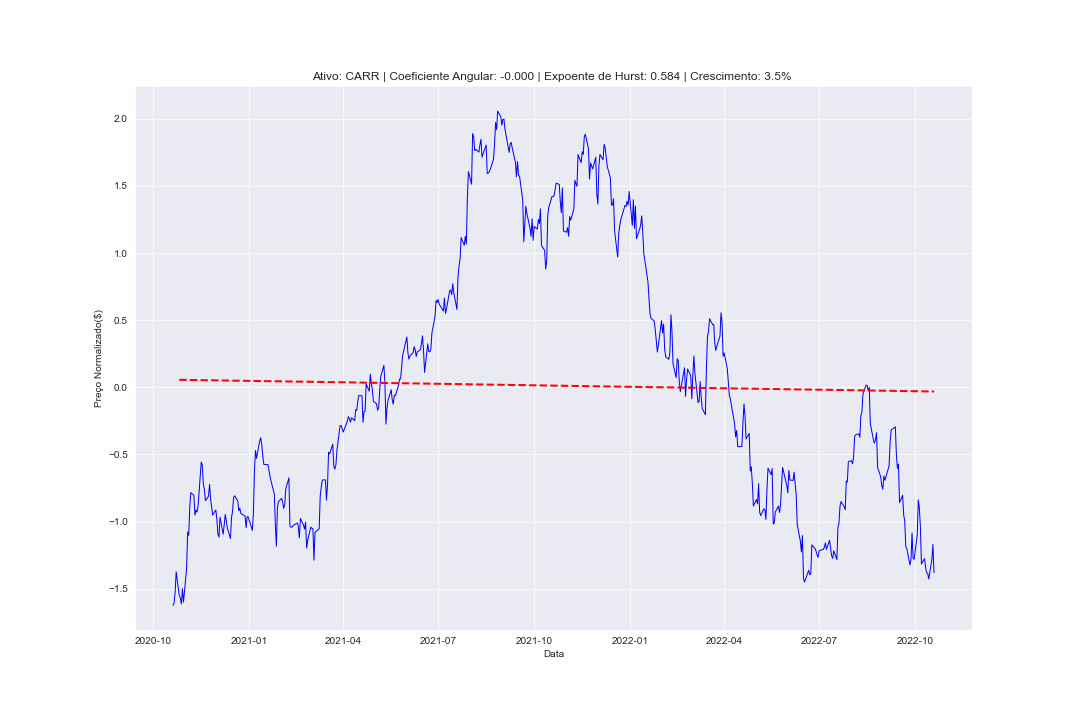 Ativo: CARR | Coeficiente Angular: -0.000 | Expoente de Hurst: 0.584 | Crescimento: 3.5%
2.0
1.5
1.0
0.5
0.0
−0.5
−1.0
−1.5
Preço Normalizado($)
2020-10 2021-01 2021-04 2021-07 2021-10 2022-01 2022-04 2022-07 2022-10
Data